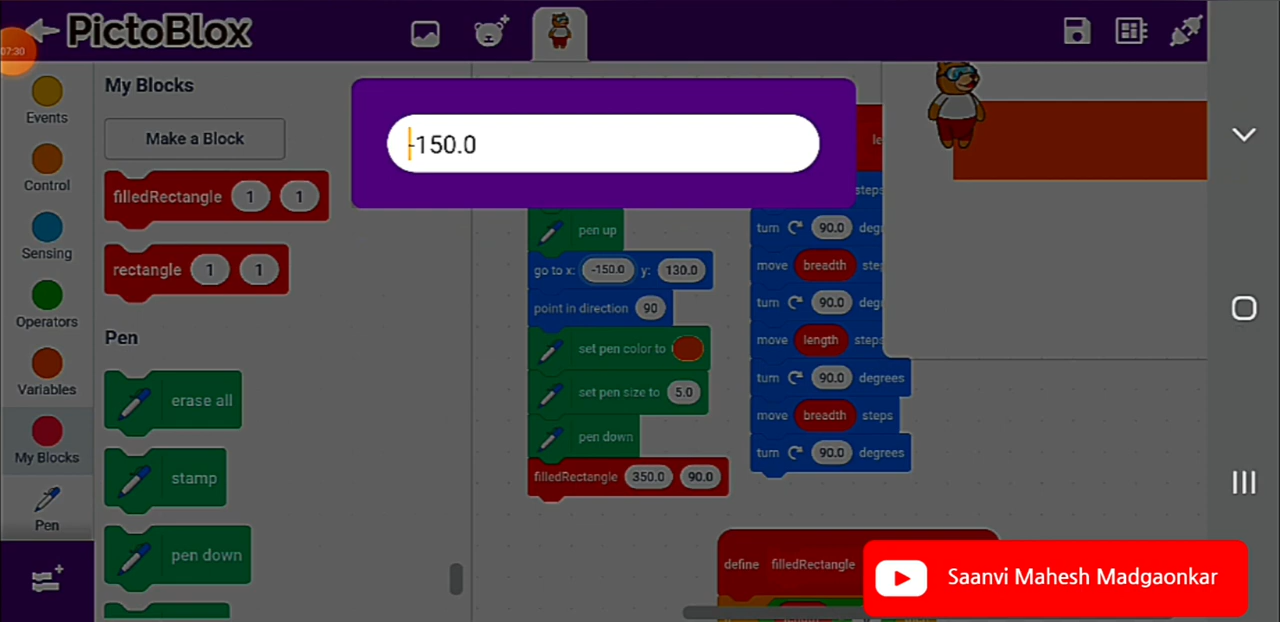 07:30
PictoBlox
Events
Control
Sensing
Operators
Variables
My Blocks
Pen
My Blocks
Make a Block
filledRectangle 1 1
rectangle 1 1
Pen
erase all
stamp
pen down
-150.0
pen up
go to x: -150.0 y: 130.0
point in direction 90
set pen color to
set pen size to 5.0
pen down
filledRectangle 350.0 90.0
le
steps
turn 90.0 deg
move breadth step
turn 90.0 deg
move length steps
turn 90.0 degrees
move breadth steps
turn 90.0 degrees
define filledRectangle
Saanvi Mahesh Madgaonkar